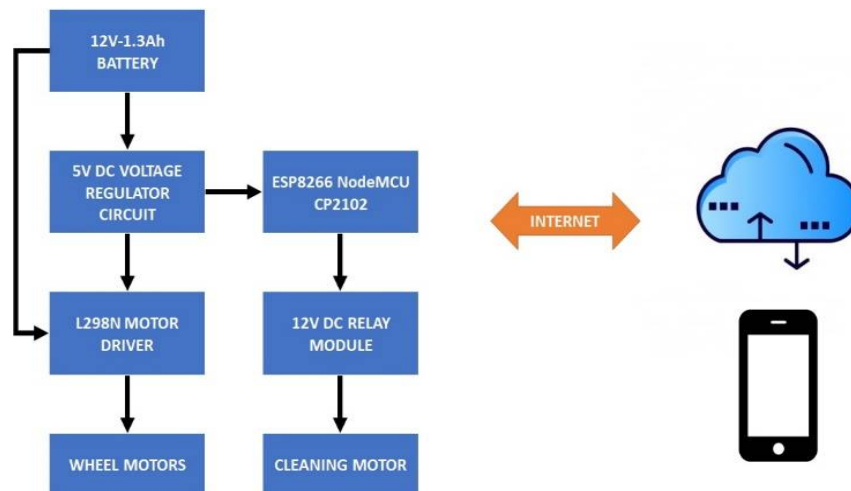 12V-1.3Ah
BATTERY
5V DC VOLTAGE
REGULATOR
CIRCUIT
ESP8266 NodeMCU
CP2102
INTERNET
L298N MOTOR
DRIVER
12V DC RELAY
MODULE
WHEEL MOTORS
CLEANING MOTOR